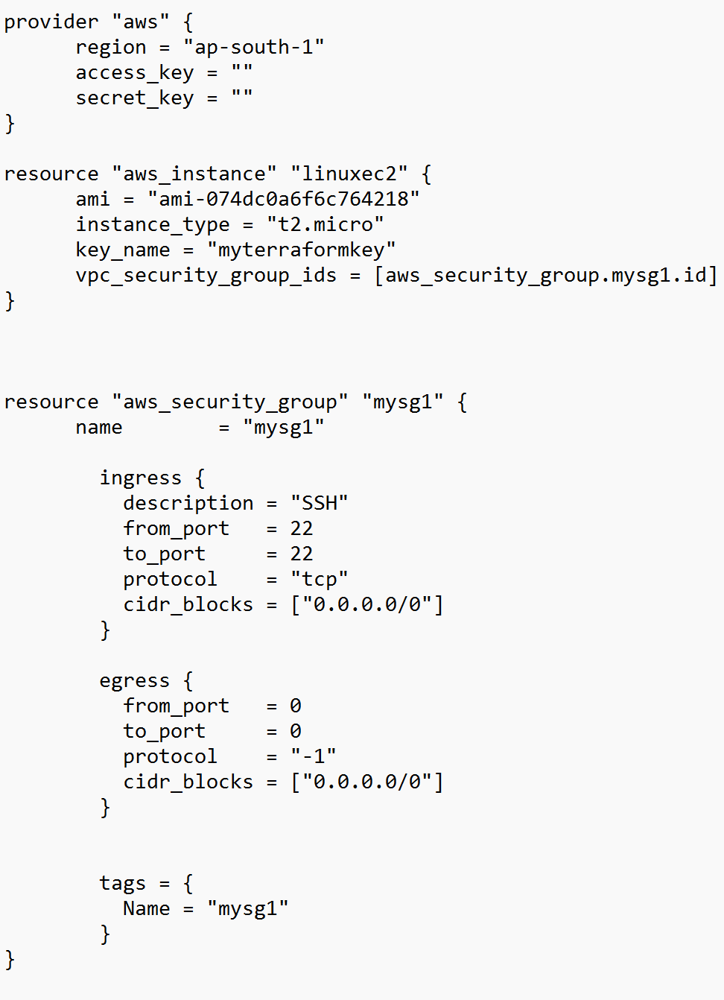 provider "aws" {
      region = "ap-south-1"
      access_key = ""
      secret_key = ""
}
resource "aws_instance" "linuxec2" {
      ami = "ami-074dc0a6f6c764218"
      instance_type = "t2.micro"
      key_name = "myterraformkey"
      vpc_security_group_ids = [aws_security_group.mysg1.id]
}
resource "aws_security_group" "mysg1" {
      name        = "mysg1"
        ingress {
          description = "SSH"
          from_port   = 22
          to_port     = 22
          protocol    = "tcp"
          cidr_blocks = ["0.0.0.0/0"]
        }
        egress {
          from_port   = 0
          to_port     = 0
          protocol    = "-1"
          cidr_blocks = ["0.0.0.0/0"]
        }
        tags = {
          Name = "mysg1"
        }
}